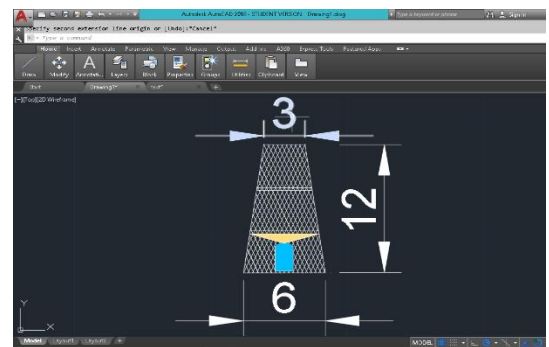 Autodesk AutoCAD 2018 - STUDENT VERSION Drawing1.dwg
Type a keyword or phrase
Sign In
Specify second extension line origin or [Undo]:*Cancel*
Type a command
Home Insert Annotate Parametric View Manage Output Add-ins A360 Express Tools Featured Apps
Draw Modify Annotati... Layers Block Properties Groups Utilities Clipboard View
Start Drawing1*
[-][Top][2D Wireframe]
3
12
6
Y
X
Model Layout1 Layout2 +
MODEL